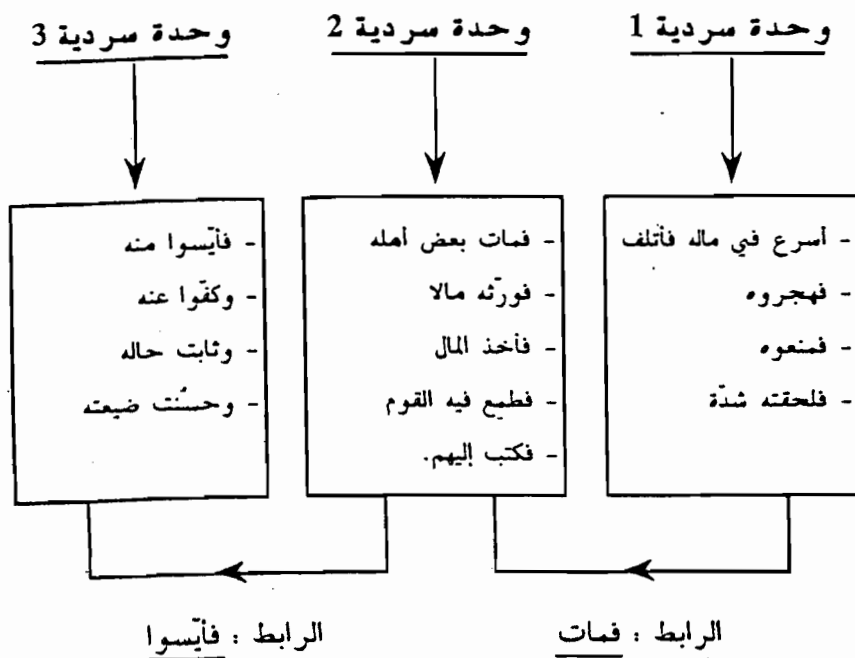 وحدة سردية 1
وحدة سردية 2
وحدة سردية 3
- أسرع في ماله فأتلف
- فهجروه
- فمنعوه
- فلحقته شدّة
- فمات بعض أهله
- فورّثه مالا
- فأخذ المال
- فطمع فيه القوم
- فكتب إليهم.
- فأيّسوا منه
- وكفّوا عنه
- وثابت حاله
- وحسُنت ضيعته
الرابط : فمات
الرابط : فأيّسوا